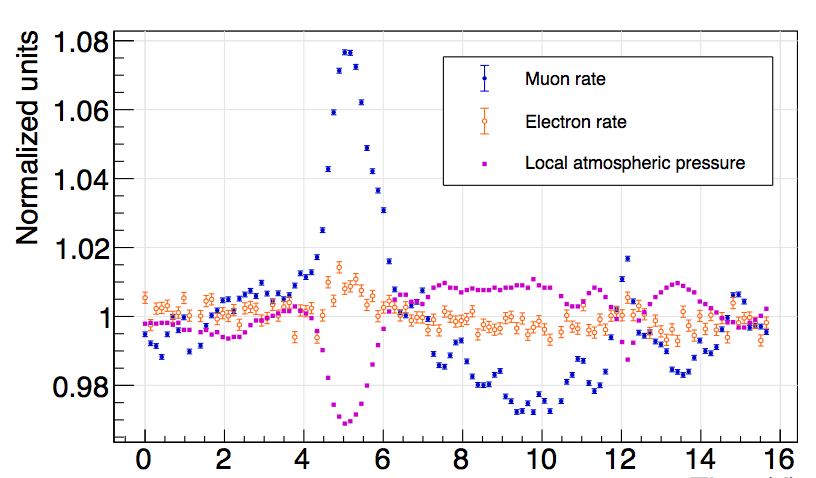 Normalized units
1.08
1.06
1.04
1.02
1
0.98
Muon rate
Electron rate
Local atmospheric pressure
0 2 4 6 8 10 12 14 16